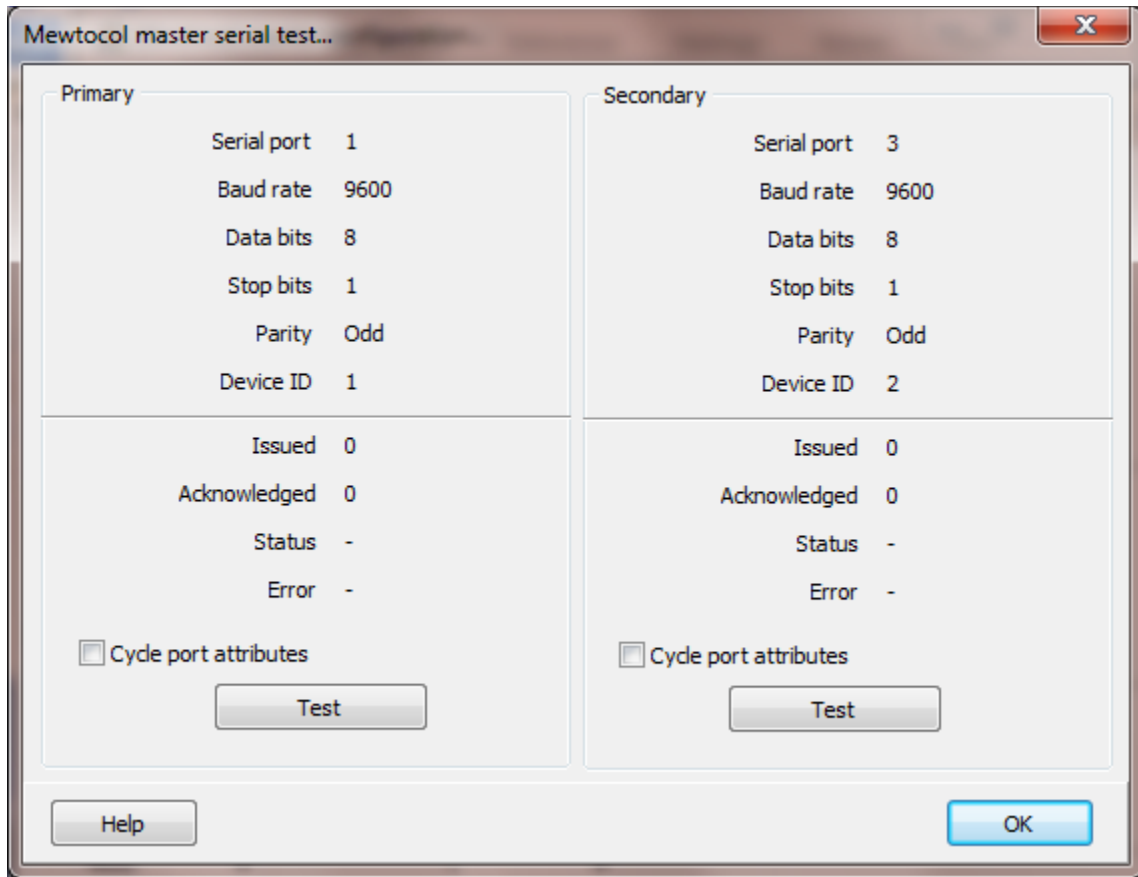 Mewtocol master serial test...
Primary
Serial port 1
Baud rate 9600
Data bits 8
Stop bits 1
Parity Odd
Device ID 1
Issued 0
Acknowledged 0
Status -
Error -
Cycle port attributes
Test
Secondary
Serial port 3
Baud rate 9600
Data bits 8
Stop bits 1
Parity Odd
Device ID 2
Issued 0
Acknowledged 0
Status -
Error -
Cycle port attributes
Test
Help
OK